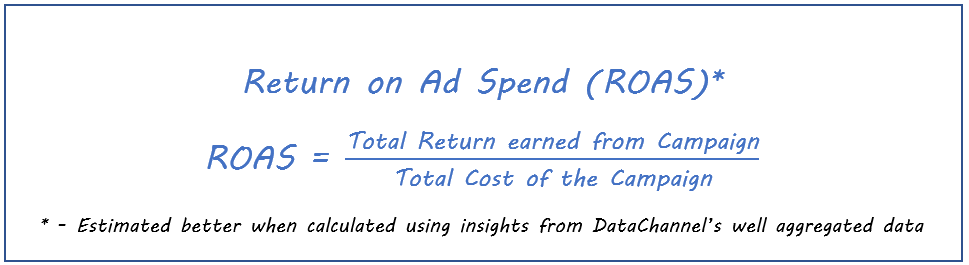 Return on Ad Spend (ROAS)*
ROAS = Total Return earned from Campaign
Total Cost of the Campaign
* - Estimated better when calculated using insights from DataChannel's well aggregated data